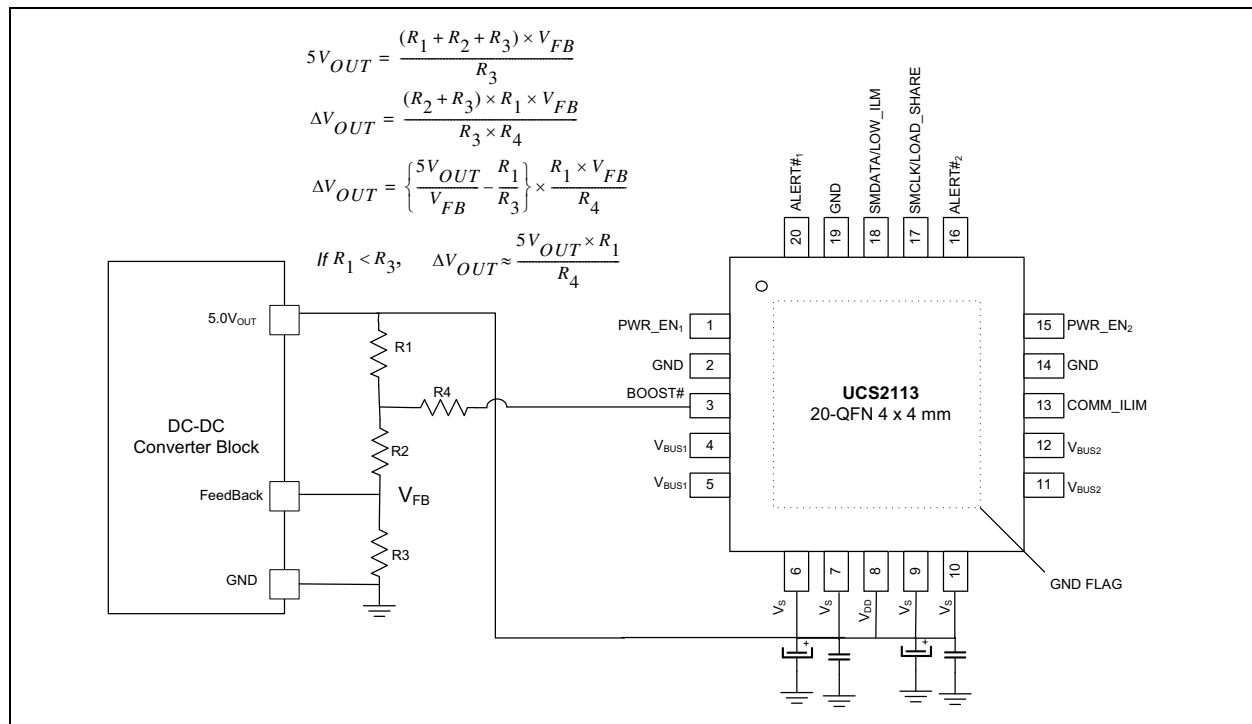 5V_OUT = (R_1 + R_2 + R_3) × V_FB / R_3
ΔV_OUT = (R_2 + R_3) × R_1 × V_FB / R_3 × R_4
ΔV_OUT = {5V_OUT / V_FB − R_1 / R_3} × R_1 × V_FB / R_4
If R_1 < R_3, ΔV_OUT ≈ 5V_OUT × R_1 / R_4
DC-DC
Converter Block
5.0V_OUT
FeedBack
GND
R1
R4
R2
V_FB
R3
ALERT#_1
GND
SMDATA/LOW_ILM
SMCLK/LOAD_SHARE
ALERT#_2
20
19
18
17
16
PWR_EN_1
1
GND
2
BOOST#
3
V_BUS1
4
V_BUS1
5
UCS2113
20-QFN 4 x 4 mm
15
PWR_EN_2
14
GND
13
COMM_ILIM
12
V_BUS2
11
V_BUS2
6
7
8
9
10
V_S
V_S
V_DD
V_S
V_S
+
+
GND FLAG